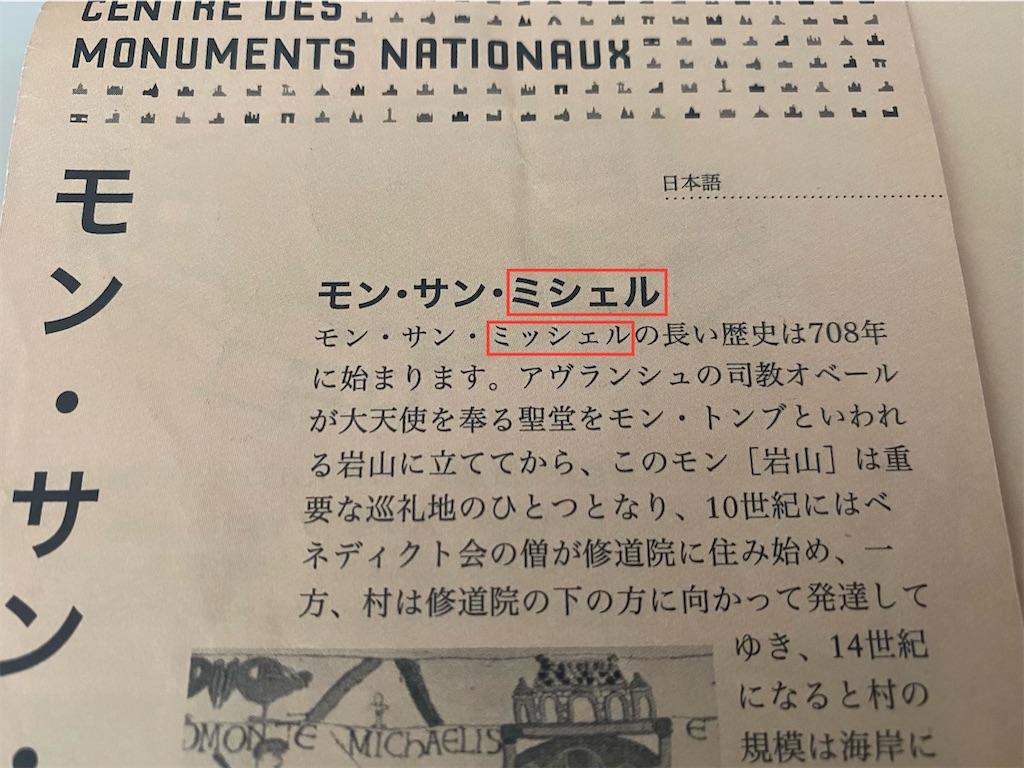 CENTRE DES
MONUMENTS NATIONAUX
日本語
モン・サン・
モン・サン・ミシェル
モン・サン・ミッシェルの長い歴史は708年
に始まります。アヴランシュの司教オベール
が大天使を奉る聖堂をモン・トンブといわれ
る岩山に立ててから、このモン［岩山］は重
要な巡礼地のひとつとなり、10世紀にはベ
ネディクト会の僧が修道院に住み始め、一
方、村は修道院の下の方に向かって発達して
ゆき、14世紀
になると村の
規模は海岸に
MONTE MICHAELIS
E